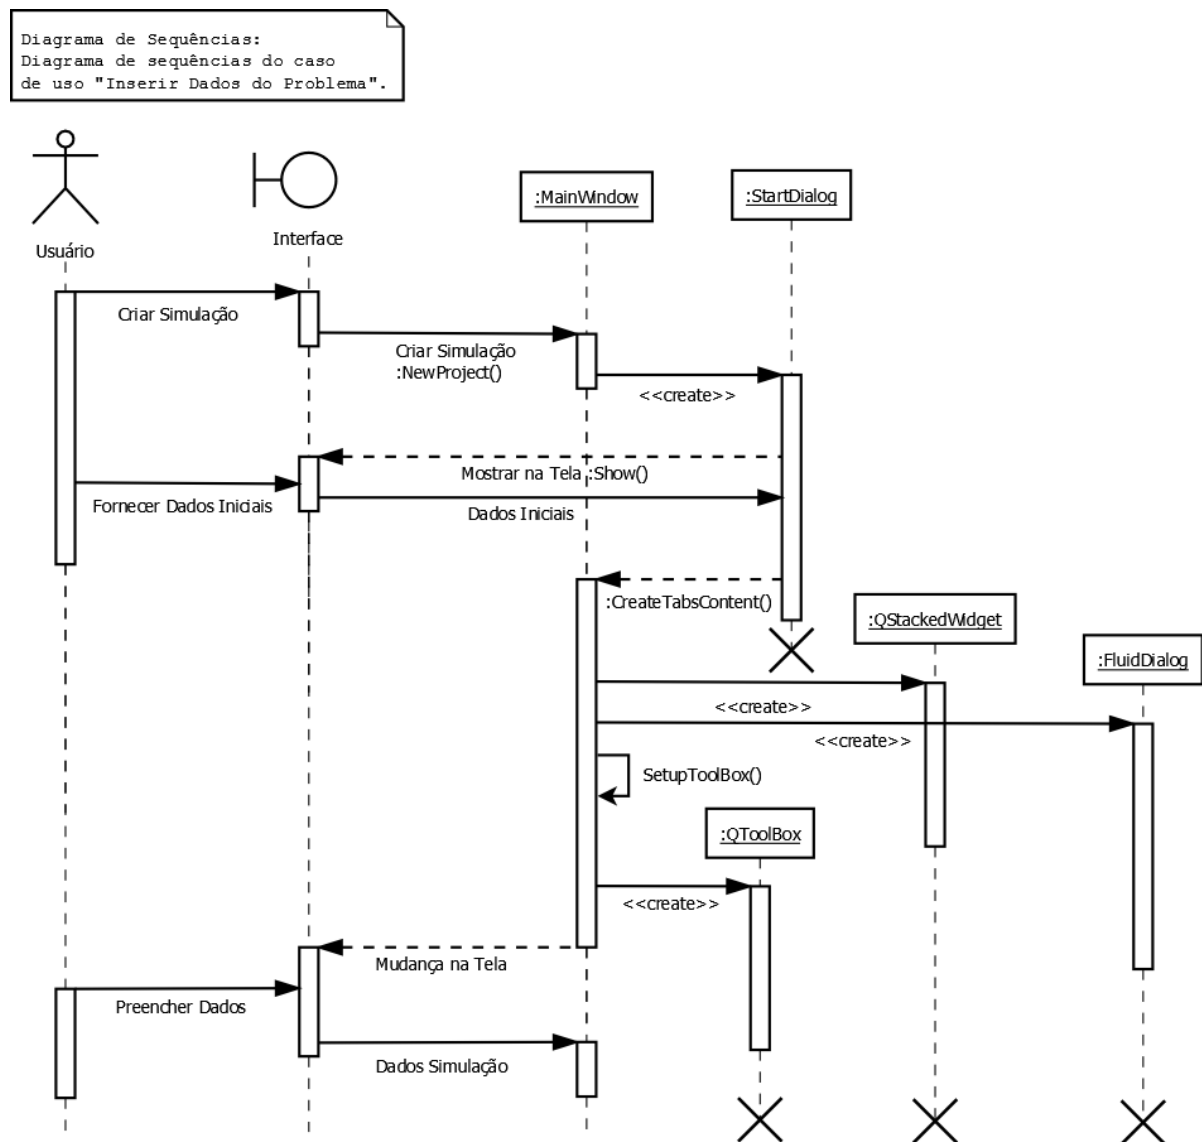 Diagrama de Sequências:
Diagrama de sequências do caso
de uso "Inserir Dados do Problema".
:MainWindow
:StartDialog
Interface
Usuário
Criar Simulação
Criar Simulação
:NewProject()
<<create>>
Mostrar na Tela :Show()
Fornecer Dados Iniciais
Dados Iniciais
:CreateTabsContent()
:QStackedWidget
:FluidDialog
<<create>>
<<create>>
SetupToolBox()
:QToolBox
<<create>>
Mudança na Tela
Preencher Dados
Dados Simulação